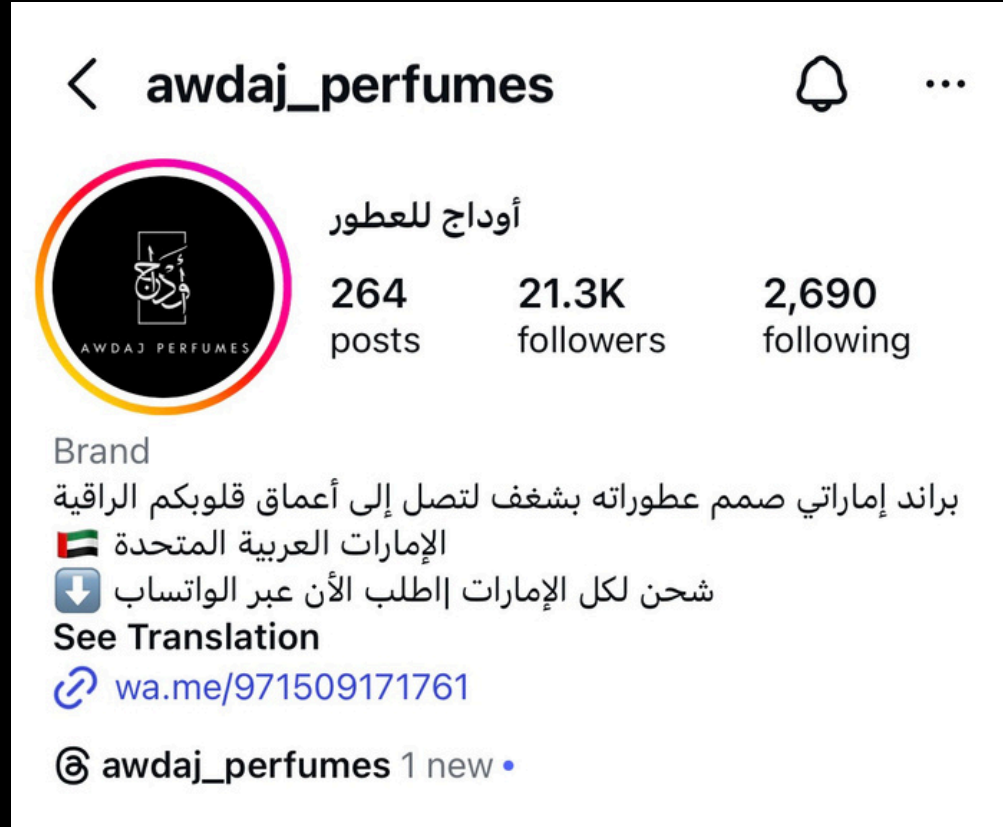 awdaj_perfumes
أوداج للعطور
264 21.3K 2,690
posts followers following
أوداج
AWDAJ PERFUMES
Brand
براند إماراتي صمم عطوراته بشغف لتصل إلى أعماق قلوبكم الراقية
الإمارات العربية المتحدة 🇦🇪
شحن لكل الإمارات |اطلب الأن عبر الواتساب ⬇️
See Translation
wa.me/971509171761
awdaj_perfumes 1 new